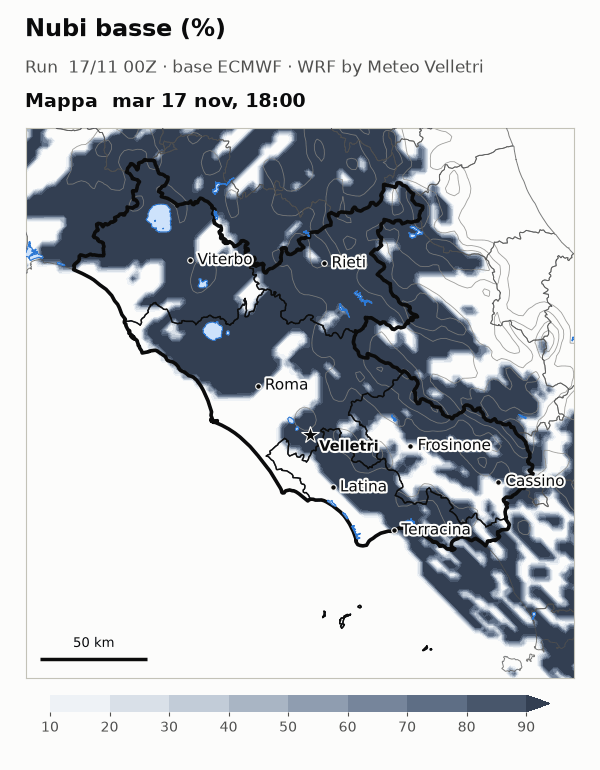 Nubi basse (%)
Run  17/11 00Z · base ECMWF · WRF by Meteo Velletri
Mappa  mar 17 nov, 18:00
Viterbo
Rieti
Roma
Velletri
Frosinone
Cassino
Latina
Terracina
50 km
10 20 30 40 50 60 70 80 90